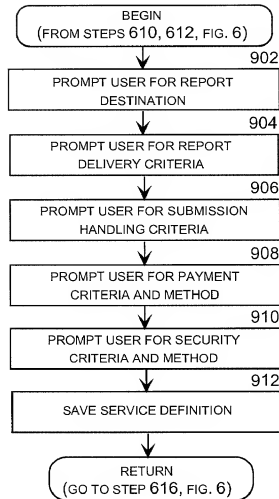 BEGIN
(FROM STEPS 610, 612, FIG. 6)
902
PROMPT USER FOR REPORT
DESTINATION
904
PROMPT USER FOR REPORT
DELIVERY CRITERIA
906
PROMPT USER FOR SUBMISSION
HANDLING CRITERIA
908
PROMPT USER FOR PAYMENT
CRITERIA AND METHOD
910
PROMPT USER FOR SECURITY
CRITERIA AND METHOD
912
SAVE SERVICE DEFINITION
RETURN
(GO TO STEP 616, FIG. 6)